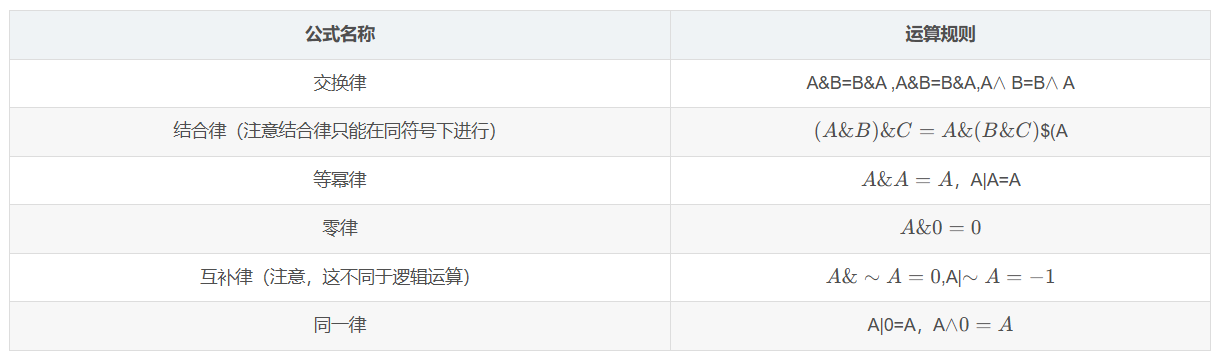 公式名称 运算规则
交换律 A&B=B&A ,A&B=B&A,A∧ B=B∧ A
结合律（注意结合律只能在同符号下进行） (A&B)&C = A&(B&C)$(A
等幂律 A&A = A，A|A=A
零律 A&0 = 0
互补律（注意，这不同于逻辑运算） A& ∼ A = 0,A|∼ A = −1
同一律 A|0=A，A∧0 = A